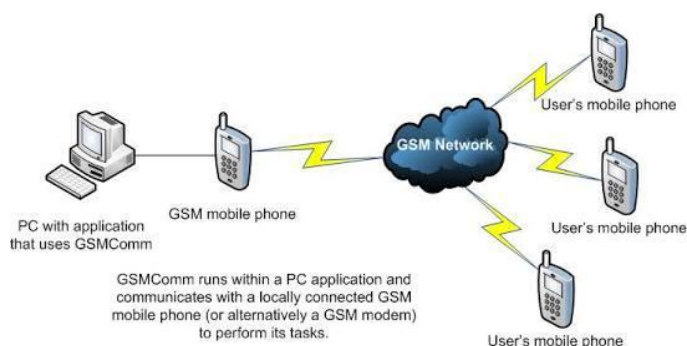 User's mobile phone
GSM Network
GSM mobile phone
PC with application
that uses GSMComm
User's mobile phone
GSMComm runs within a PC application and
communicates with a locally connected GSM
mobile phone (or alternatively a GSM modem)
to perform its tasks.
User's mobile phone